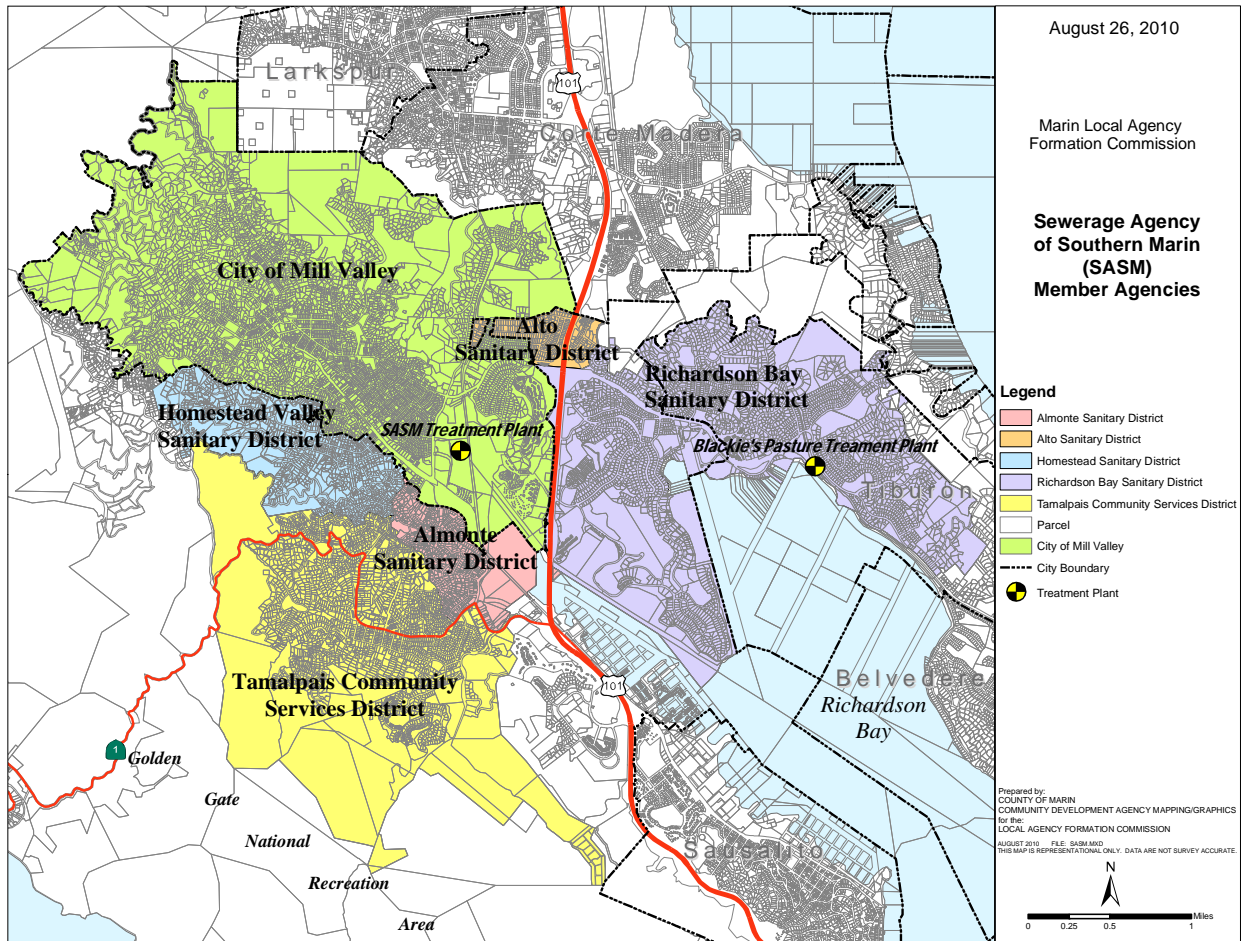 Larkspur
101
Corte Madera
City of Mill Valley
Alto
Sanitary District
Richardson Bay
Sanitary District
Homestead Valley
Sanitary District
SASM Treatment Plant
Blackie's Pasture Treament Plant
Tiburon
Almonte
Sanitary District
Tamalpais Community
Services District
101
Belvedere
Richardson
Bay
1
Golden
Gate
National
Recreation
Area
Sausalito
August 26, 2010
Marin Local Agency
Formation Commission
Sewerage Agency
of Southern Marin
(SASM)
Member Agencies
Legend
Almonte Sanitary District
Alto Sanitary District
Homestead Sanitary District
Richardson Bay Sanitary District
Tamalpais Community Services District
Parcel
City of Mill Valley
City Boundary
Treatment Plant
Prepared by:
COUNTY OF MARIN
COMMUNITY DEVELOPMENT AGENCY MAPPING/GRAPHICS
for the:
LOCAL AGENCY FORMATION COMMISSION
AUGUST 2010 FILE: SASM.MXD
THIS MAP IS REPRESENTATIONAL ONLY. DATA ARE NOT SURVEY ACCURATE.
N
Miles
0 0.25 0.5 1